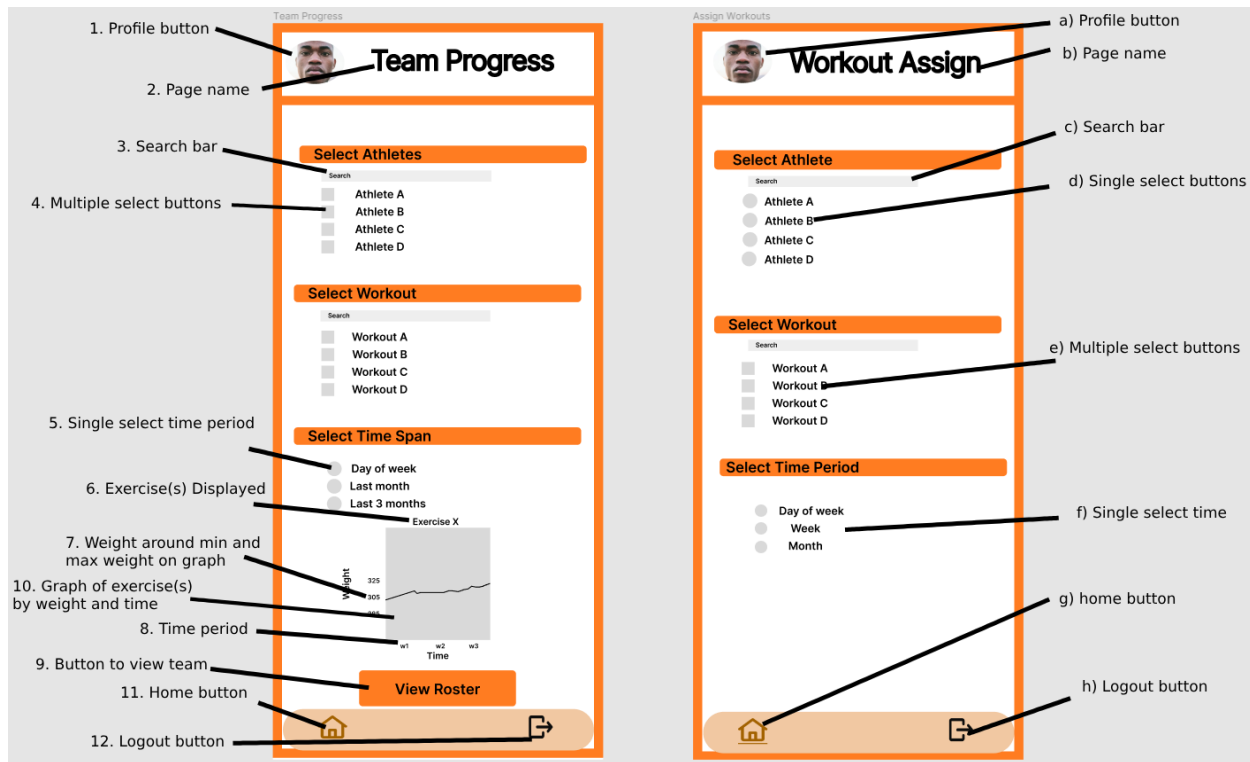 Team Progress
1. Profile button
Team Progress
2. Page name
3. Search bar
Select Athletes
Search
Athlete A
4. Multiple select buttons
Athlete B
Athlete C
Athlete D
Select Workout
Search
Workout A
Workout B
Workout C
Workout D
5. Single select time period
Select Time Span
Day of week
Last month
6. Exercise(s) Displayed
Last 3 months
Exercise X
7. Weight around min and
max weight on graph
Weight
325
305
10. Graph of exercise(s)
by weight and time
8. Time period
w1
w2
w3
Time
9. Button to view team
View Roster
11. Home button
12. Logout button
Assign Workouts
a) Profile button
Workout Assign
b) Page name
c) Search bar
Select Athlete
Search
d) Single select buttons
Athlete A
Athlete B
Athlete C
Athlete D
Select Workout
Search
e) Multiple select buttons
Workout A
Workout B
Workout C
Workout D
Select Time Period
Day of week
f) Single select time
Week
Month
g) home button
h) Logout button